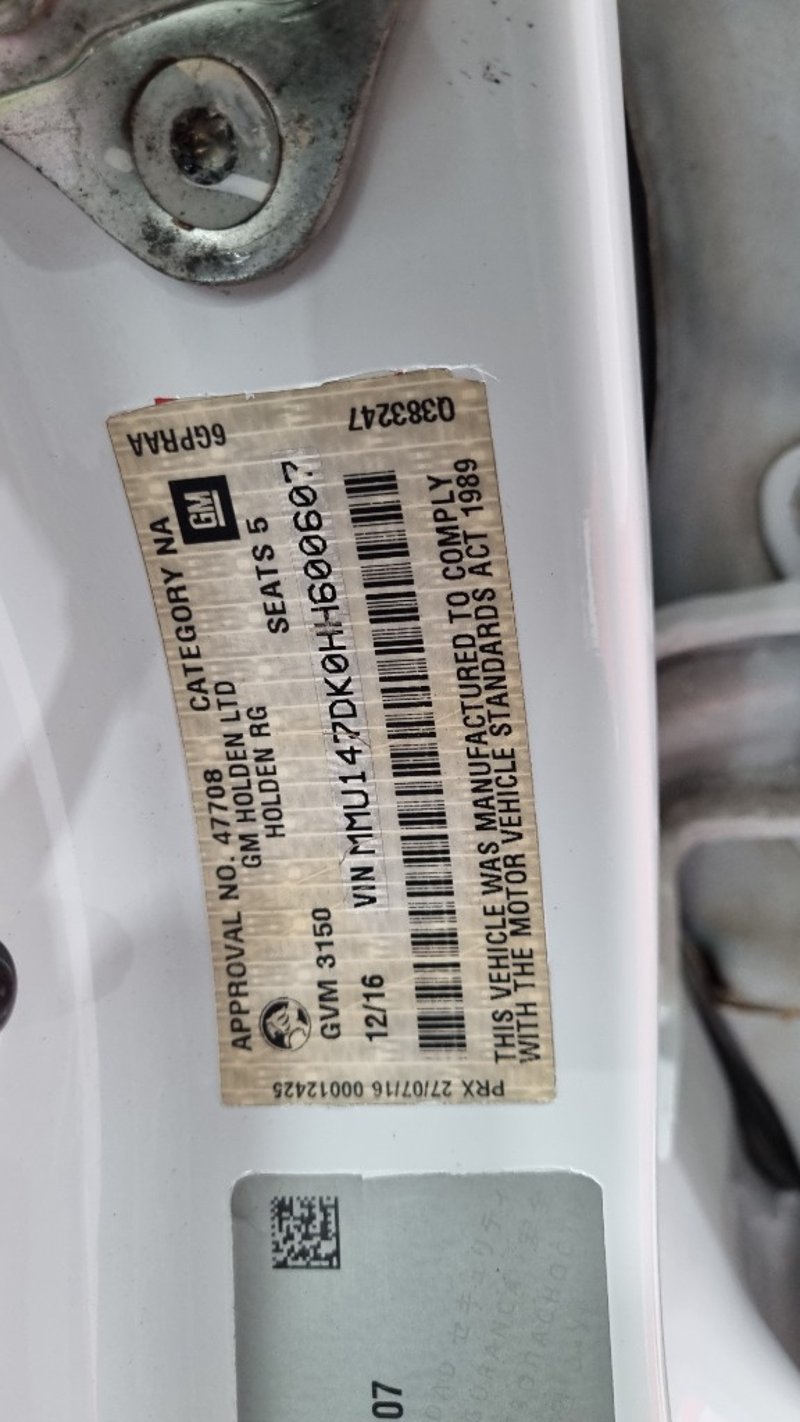 6GPRAA
Q383247
APPROVAL NO. 47708 CATEGORY NA
GM HOLDEN LTD
GM
HOLDEN RG
SEATS 5
GVM 3150
12/16
VIN MMU147DK0HH600607
THIS VEHICLE WAS MANUFACTURED TO COMPLY
WITH THE MOTOR VEHICLE STANDARDS ACT 1989
PRX 27/07/16 00012425
07